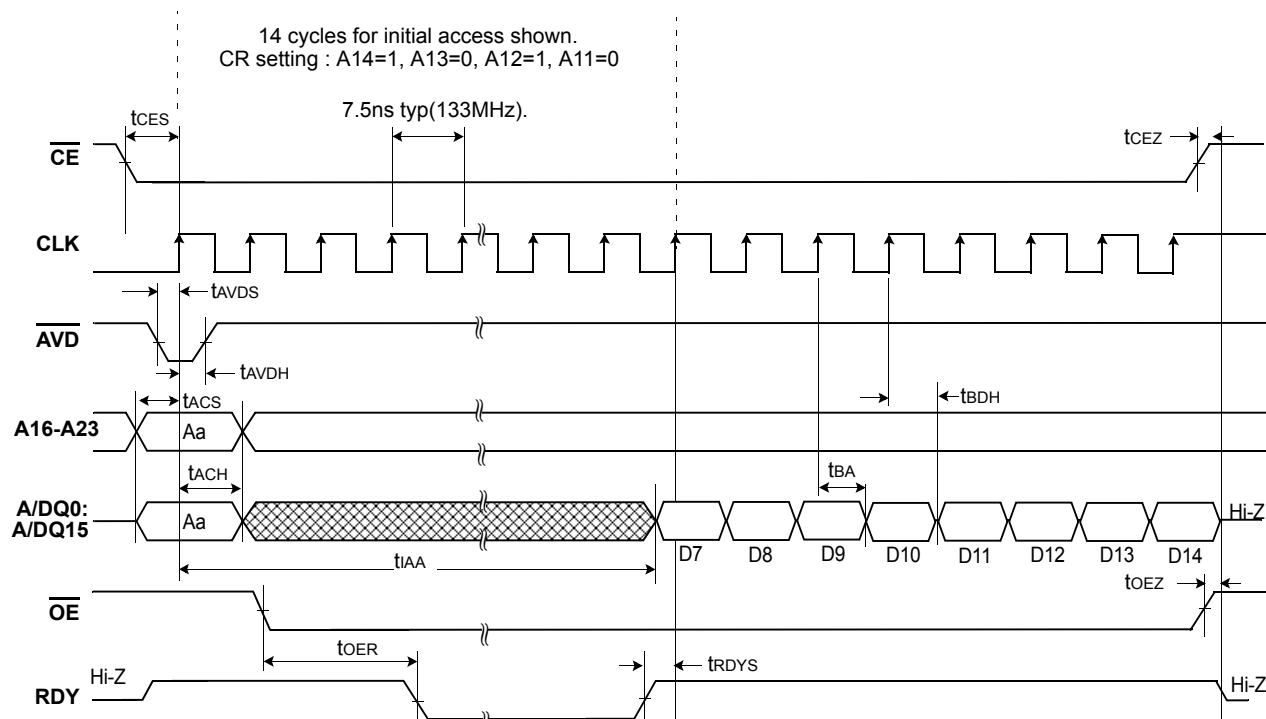 14 cycles for initial access shown.
CR setting : A14=1, A13=0, A12=1, A11=0
7.5ns typ(133MHz).
tCES
tCEZ
CE
CLK
tAVDS
AVD
tAVDH
tBDH
tACS
A16-A23
Aa
tACH
tBA
A/DQ0:
A/DQ15
Aa
Hi-Z
D7 D8 D9 D10 D11 D12 D13 D14
tIAA
tOEZ
OE
tOER
tRDYS
Hi-Z
RDY
Hi-Z